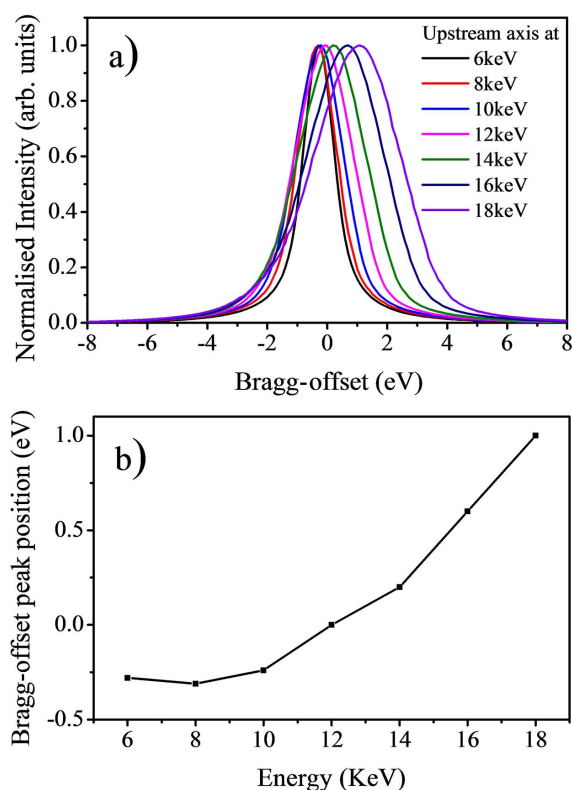 a)
Upstream axis at
6keV
8keV
10keV
12keV
14keV
16keV
18keV
Normalised Intensity (arb. units)
1.0
0.8
0.6
0.4
0.2
0.0
-8 -6 -4 -2 0 2 4 6 8
Bragg-offset (eV)
b)
Bragg-offset peak position (eV)
1.0
0.5
0.0
-0.5
6 8 10 12 14 16 18
Energy (KeV)